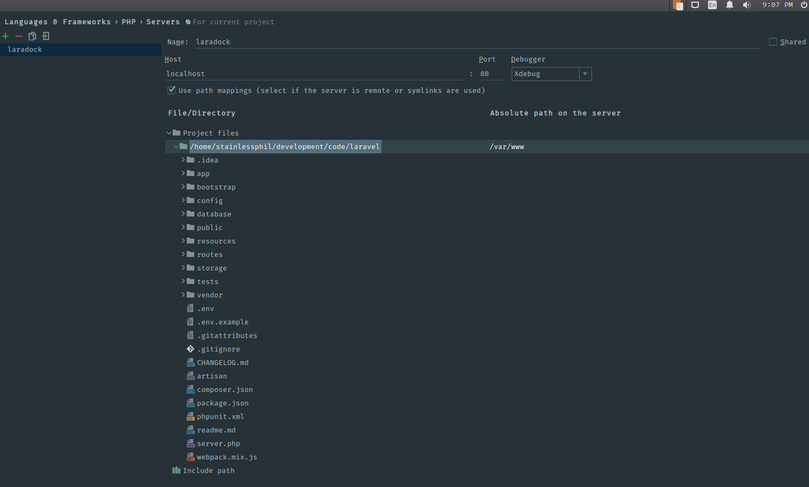 En 9:07 PM
Languages & Frameworks › PHP › Servers For current project
laradock
Name: laradock Shared
Host Port Debugger
localhost : 80 Xdebug
Use path mappings (select if the server is remote or symlinks are used)
File/Directory Absolute path on the server
Project files
/home/stainlessphil/development/code/laravel /var/www
.idea
app
bootstrap
config
database
public
resources
routes
storage
tests
vendor
.env
.env.example
.gitattributes
.gitignore
CHANGELOG.md
artisan
composer.json
package.json
phpunit.xml
readme.md
server.php
webpack.mix.js
Include path